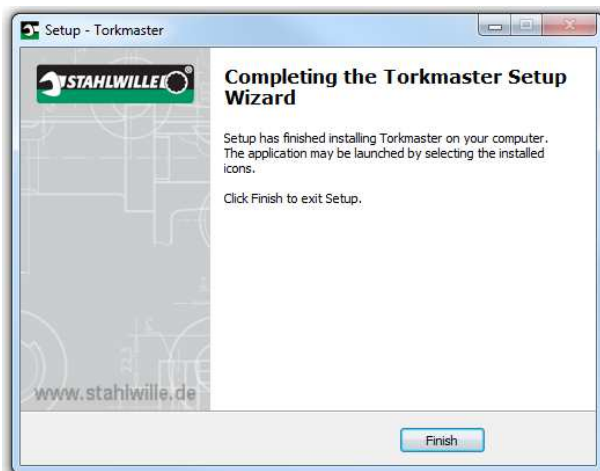 Setup - Torkmaster
STAHLWILLE
Completing the Torkmaster Setup
Wizard
Setup has finished installing Torkmaster on your computer.
The application may be launched by selecting the installed
icons.
Click Finish to exit Setup.
www.stahlwille.de
Finish